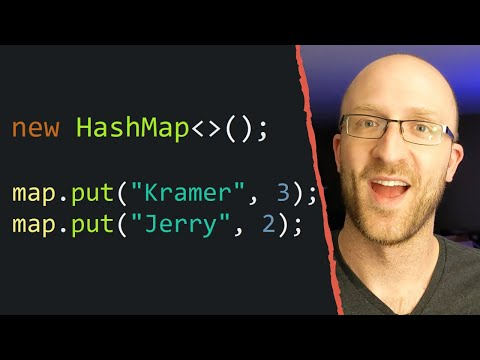 new HashMap<>();
map.put("Kramer", 3);
map.put("Jerry", 2);